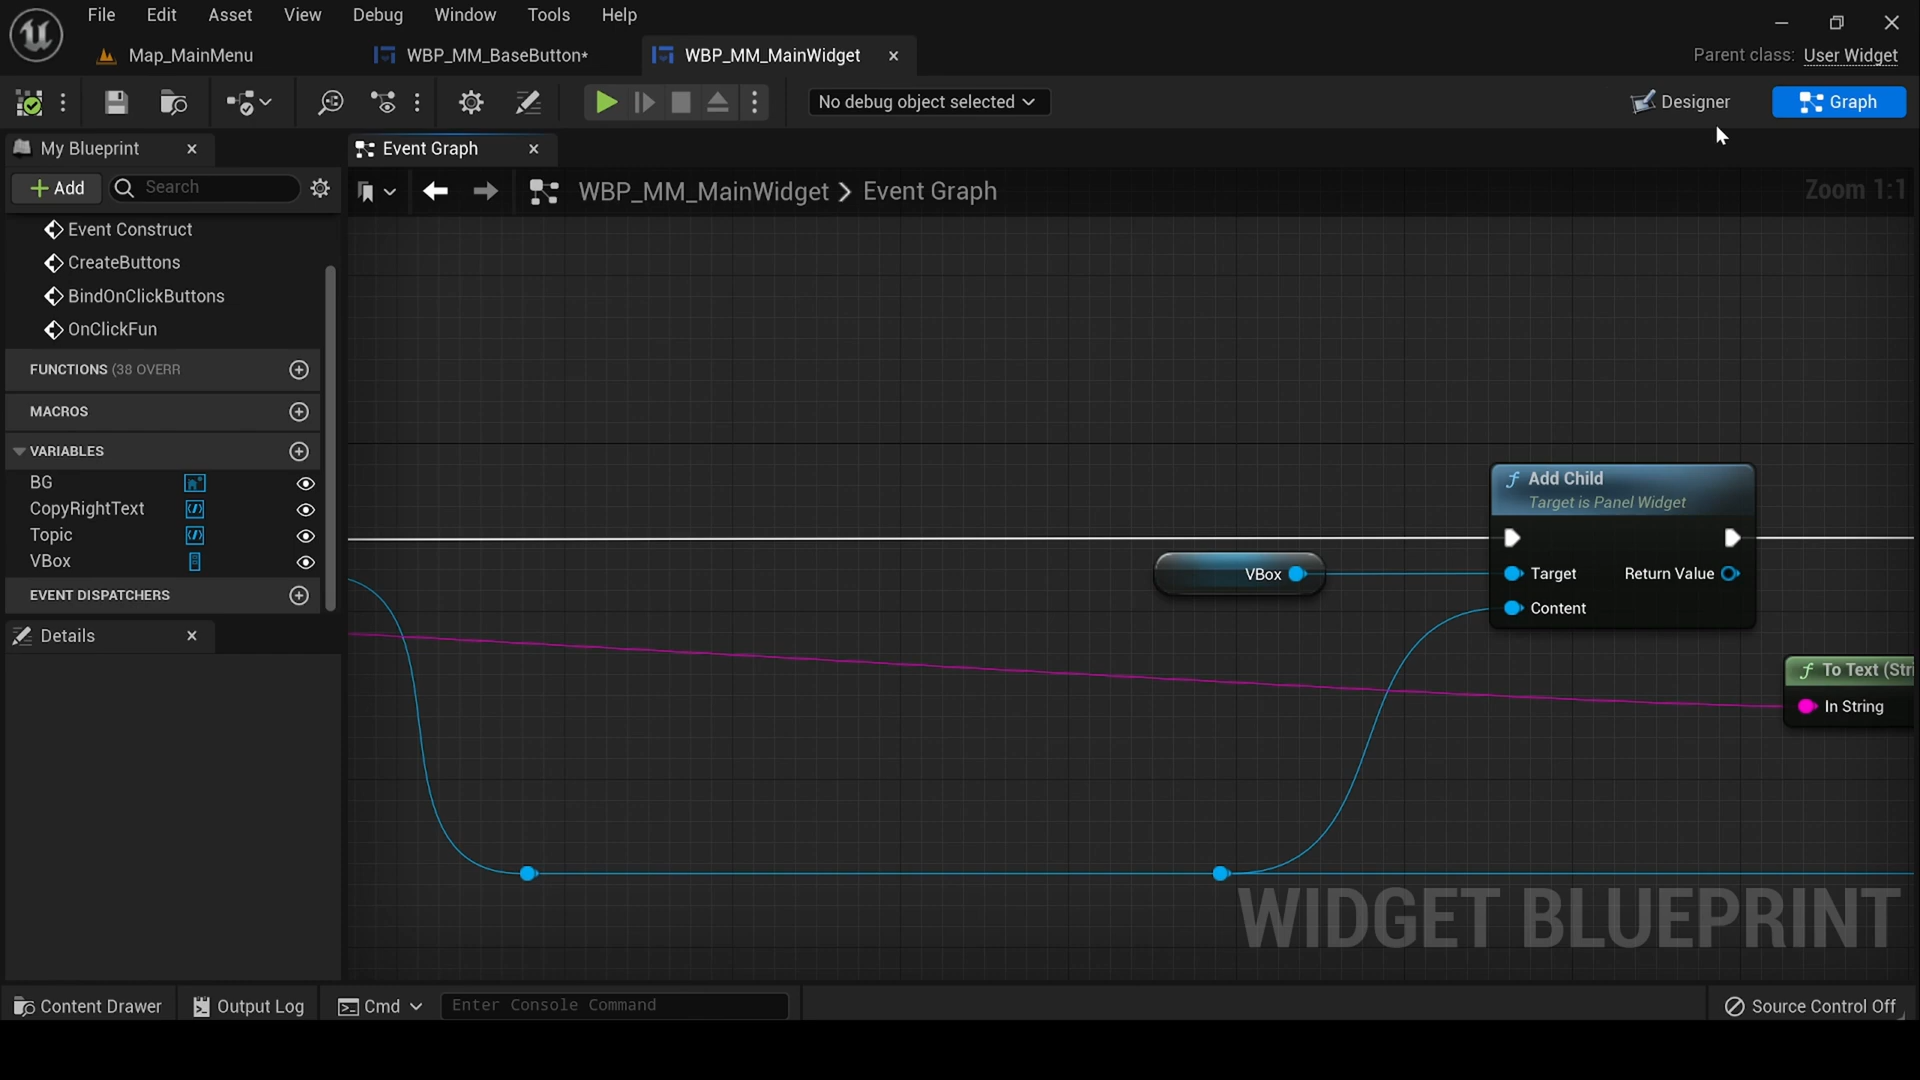 File Edit Asset View Debug Window Tools Help
Map_MainMenu WBP_MM_BaseButton* WBP_MM_MainWidget
Parent class: User Widget
No debug object selected
Designer
Graph
My Blueprint
Event Graph
Add
Search
WBP_MM_MainWidget > Event Graph
Zoom 1:1
Event Construct
CreateButtons
BindOnClickButtons
OnClickFun
FUNCTIONS (38 OVERR
MACROS
VARIABLES
BG
CopyRightText
Topic
VBox
EVENT DISPATCHERS
Details
Add Child
Target is Panel Widget
VBox
Target
Return Value
Content
To Text (Stri
In String
WIDGET BLUEPRINT
Content Drawer
Output Log
Cmd
Enter Console Command
Source Control Off